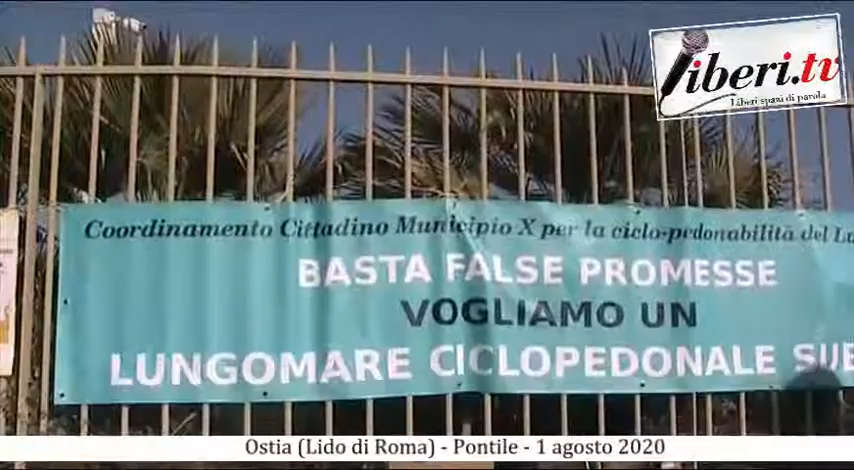 liberi.tv
Liberi spazi di parola
Coordinamento Cittadino Municipio X per la ciclo-pedonabilità del
BASTA FALSE PROMESSE
VOGLIAMO UN
LUNGOMARE CICLOPEDONALE
Ostia (Lido di Roma) - Pontile - 1 agosto 2020